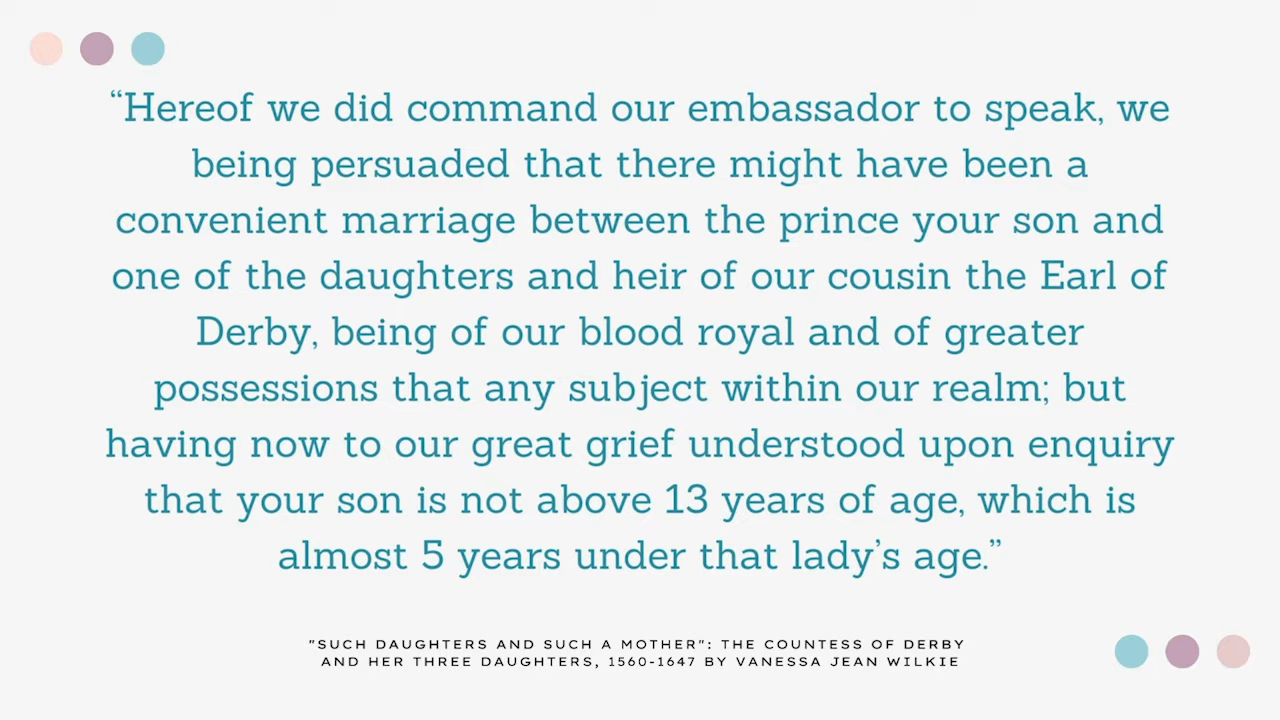 “Hereof we did command our embassador to speak, we
being persuaded that there might have been a
convenient marriage between the prince your son and
one of the daughters and heir of our cousin the Earl of
Derby, being of our blood royal and of greater
possessions that any subject within our realm; but
having now to our great grief understood upon enquiry
that your son is not above 13 years of age, which is
almost 5 years under that lady’s age.”
"SUCH DAUGHTERS AND SUCH A MOTHER": THE COUNTESS OF DERBY
AND HER THREE DAUGHTERS, 1560-1647 BY VANESSA JEAN WILKIE